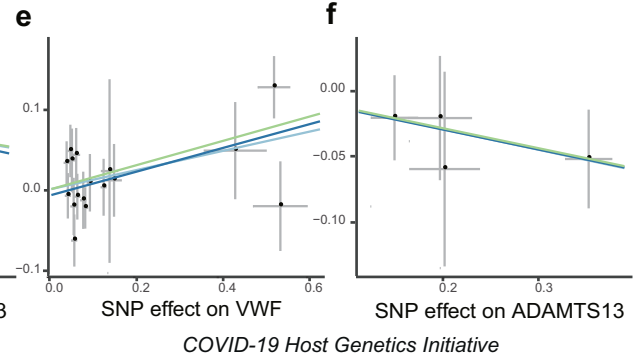 e
f
0.1
0.0
−0.1
0.0
0.2
0.4
0.6
0.00
−0.05
−0.10
0.2
0.3
3
SNP effect on VWF
SNP effect on ADAMTS13
COVID-19 Host Genetics Initiative